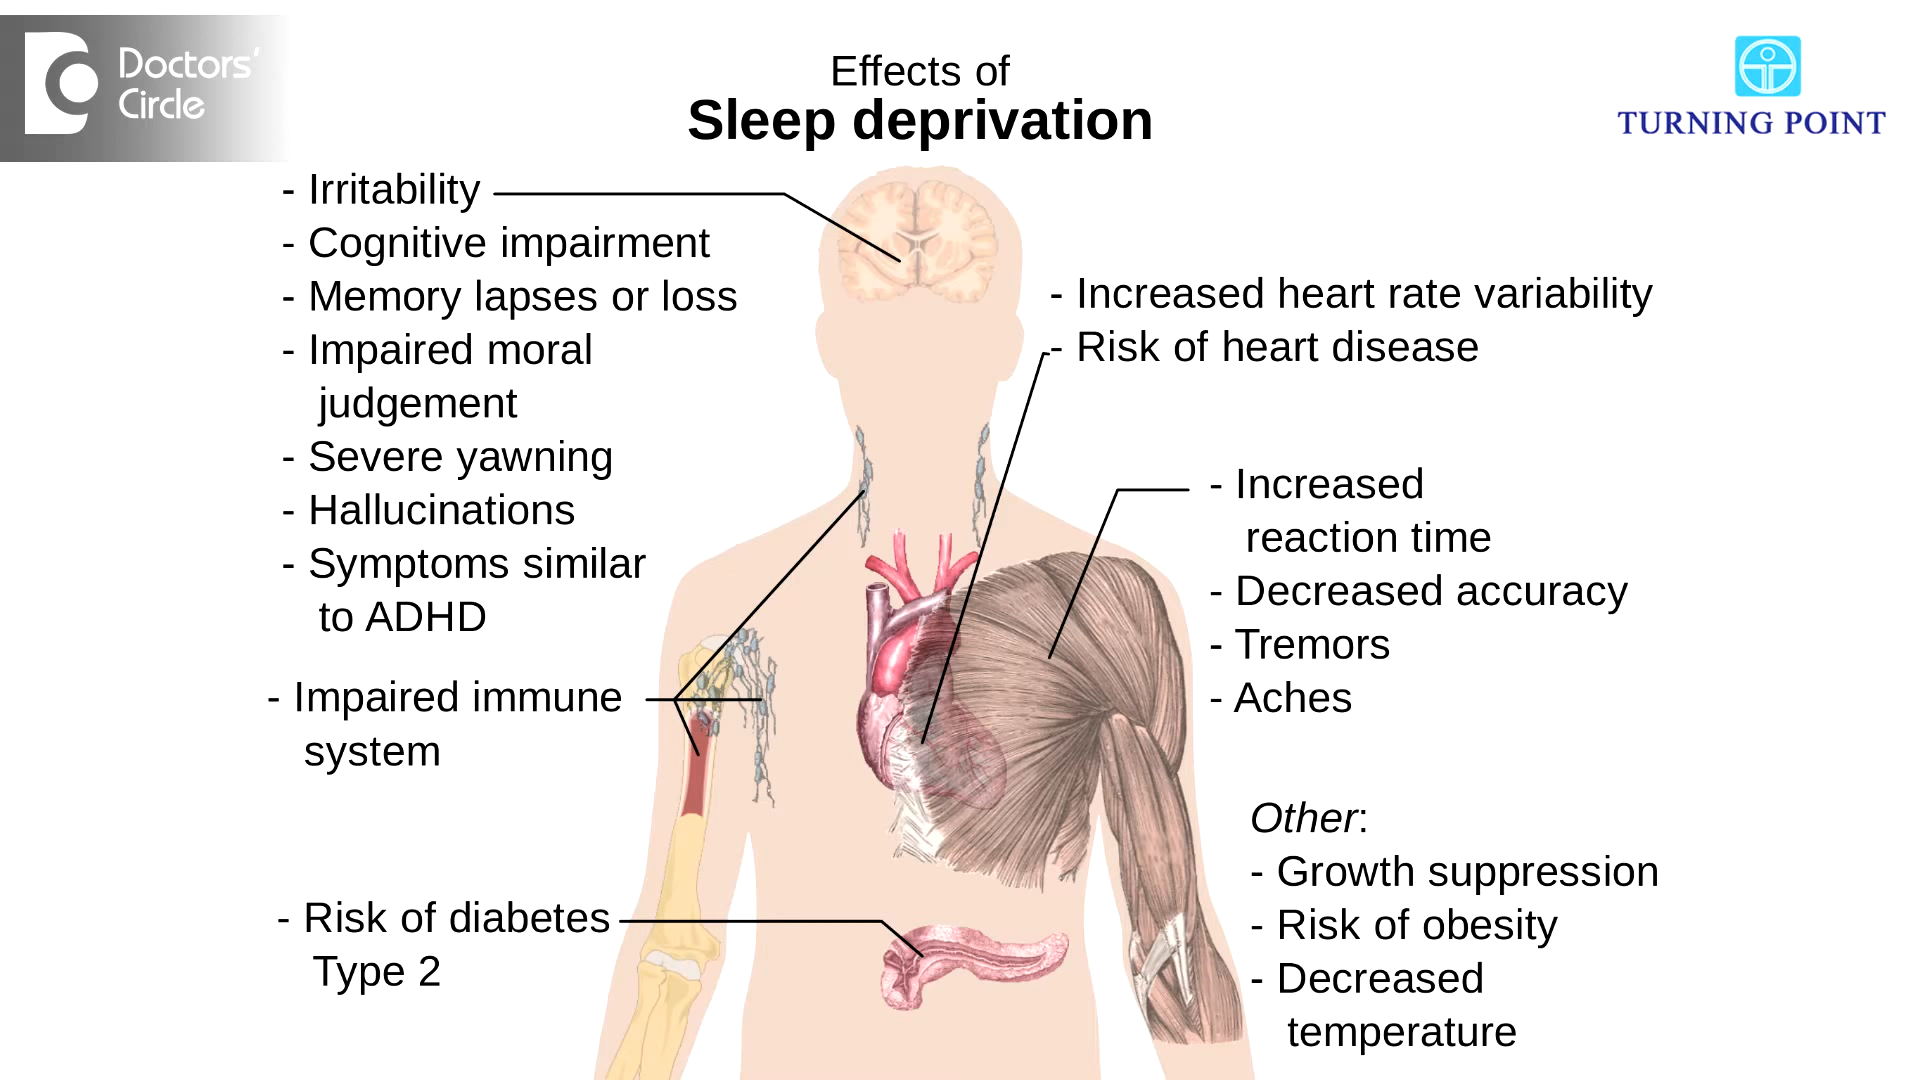 Doctors'
Circle
Effects of
Sleep deprivation
TURNING POINT
- Irritability
- Cognitive impairment
- Memory lapses or loss
- Impaired moral
judgement
- Severe yawning
- Hallucinations
- Symptoms similar
to ADHD
- Impaired immune
system
- Risk of diabetes
Type 2
- Increased heart rate variability
- Risk of heart disease
- Increased
reaction time
- Decreased accuracy
- Tremors
- Aches
Other:
- Growth suppression
- Risk of obesity
- Decreased
temperature